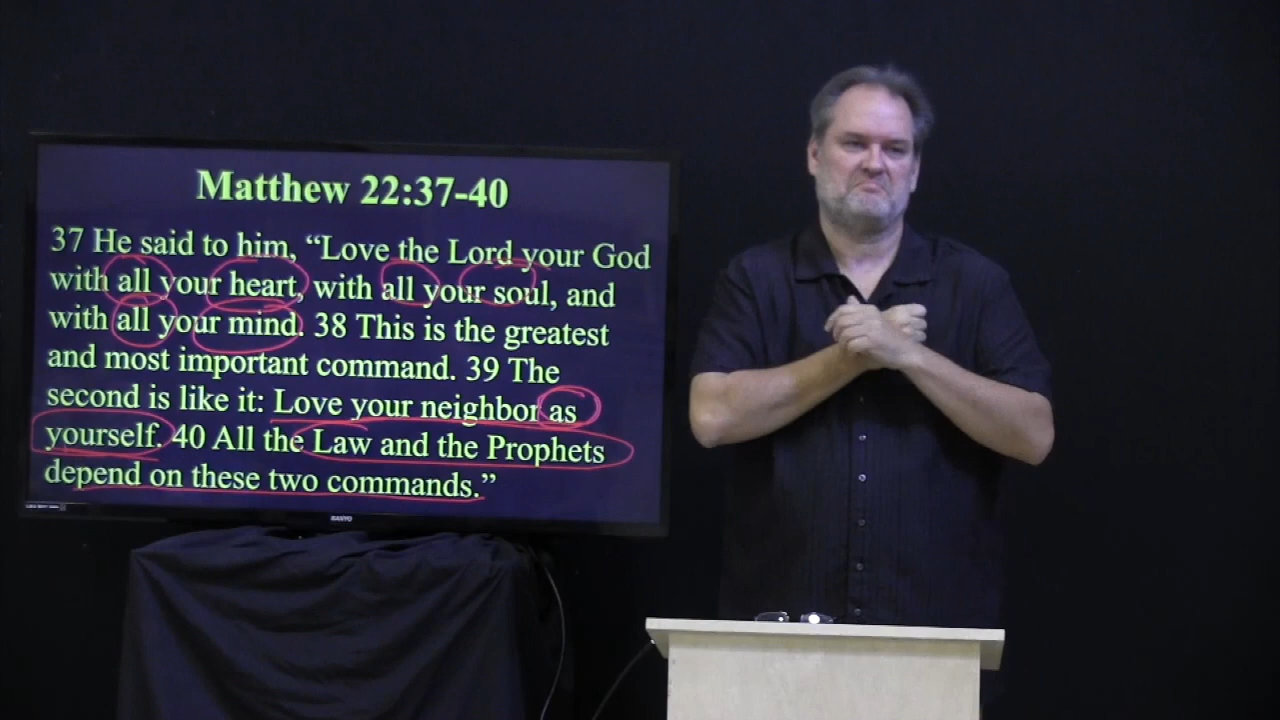 Matthew 22:37-40
37 He said to him, “Love the Lord your God
with all your heart, with all your soul, and
with all your mind. 38 This is the greatest
and most important command. 39 The
second is like it: Love your neighbor as
yourself. 40 All the Law and the Prophets
depend on these two commands.”
SANYO